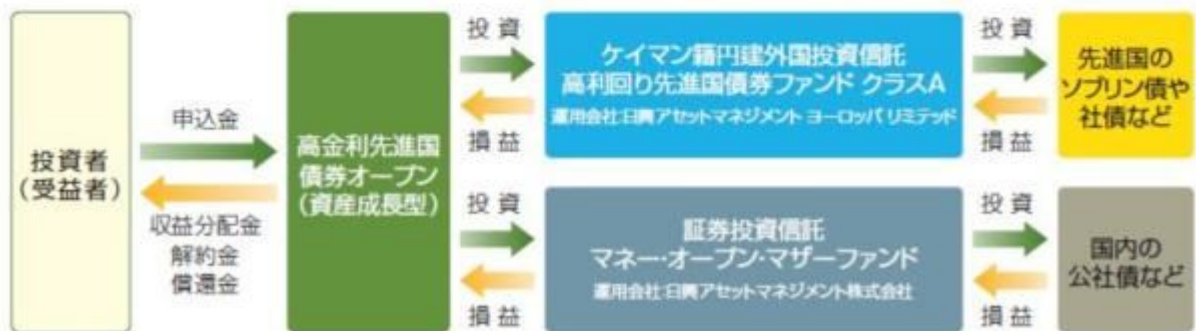 投資者
(受益者)
申込金
収益分配金
解約金
償還金
高金利先進国
債券オープン
(資産成長型)
投 資
損 益
ケイマン籍円建外国投資信託
高利回り先進国債券ファンド クラスA
運用会社:日興アセットマネジメント ヨーロッパ リミテッド
投 資
損 益
先進国の
ソブリン債や
社債など
投 資
損 益
証券投資信託
マネー・オープン・マザーファンド
運用会社:日興アセットマネジメント株式会社
投 資
損 益
国内の
公社債など